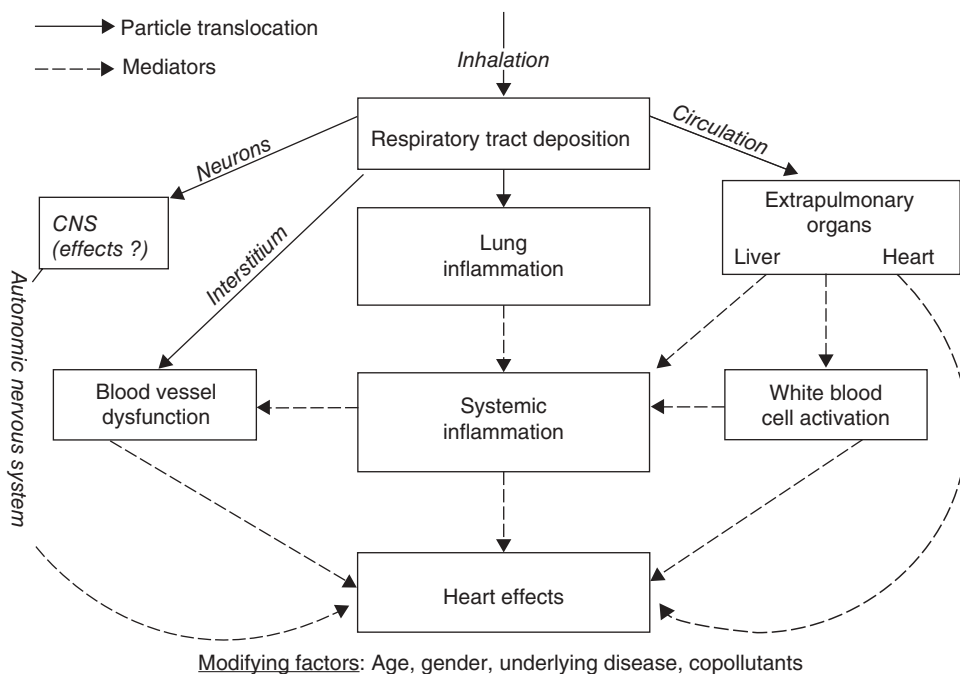 Particle translocation
Mediators
Inhalation
Respiratory tract deposition
Neurons
Circulation
CNS
(effects ?)
Interstitium
Lung
inflammation
Extrapulmonary
organs
Liver Heart
Autonomic nervous system
Blood vessel
dysfunction
Systemic
inflammation
White blood
cell activation
Heart effects
Modifying factors: Age, gender, underlying disease, copollutants